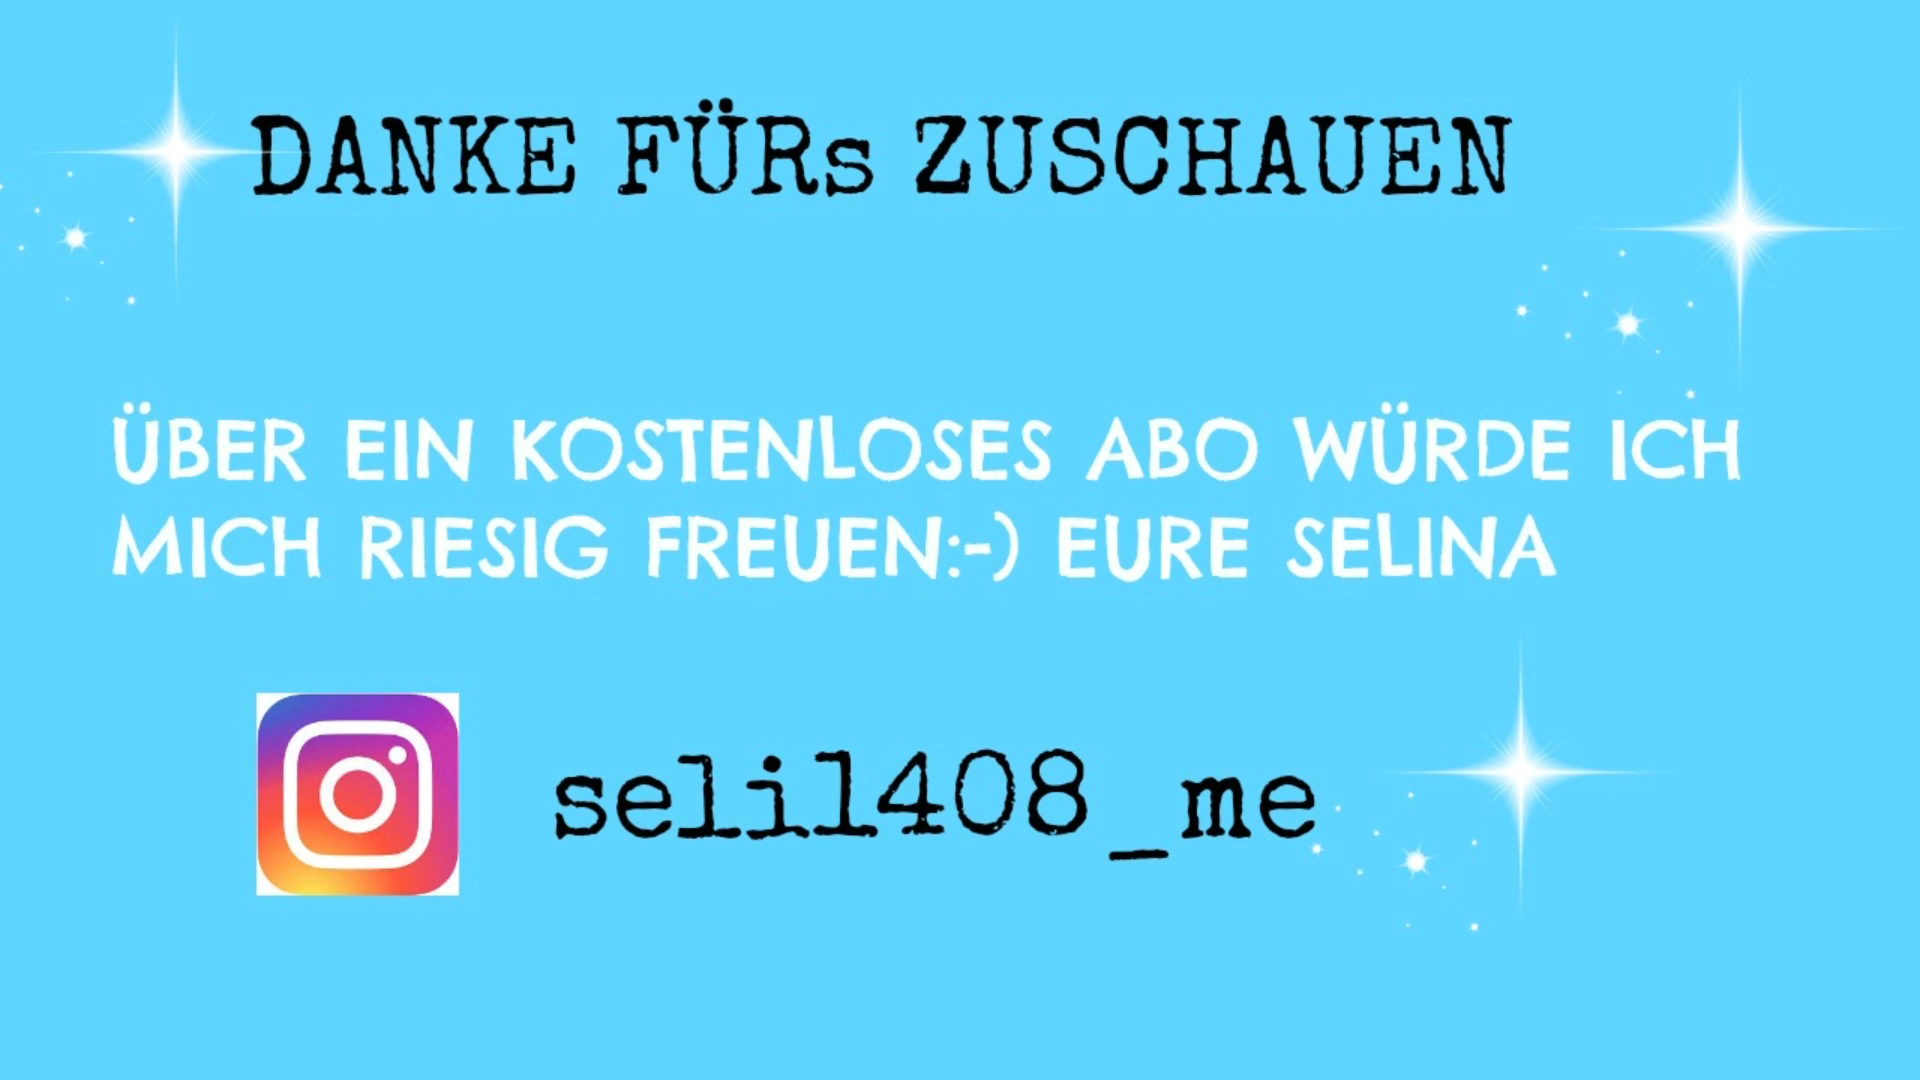 DANKE FÜRs ZUSCHAUEN
ÜBER EIN KOSTENLOSES ABO WÜRDE ICH
MICH RIESIG FREUEN:-) EURE SELINA
seli1408_me